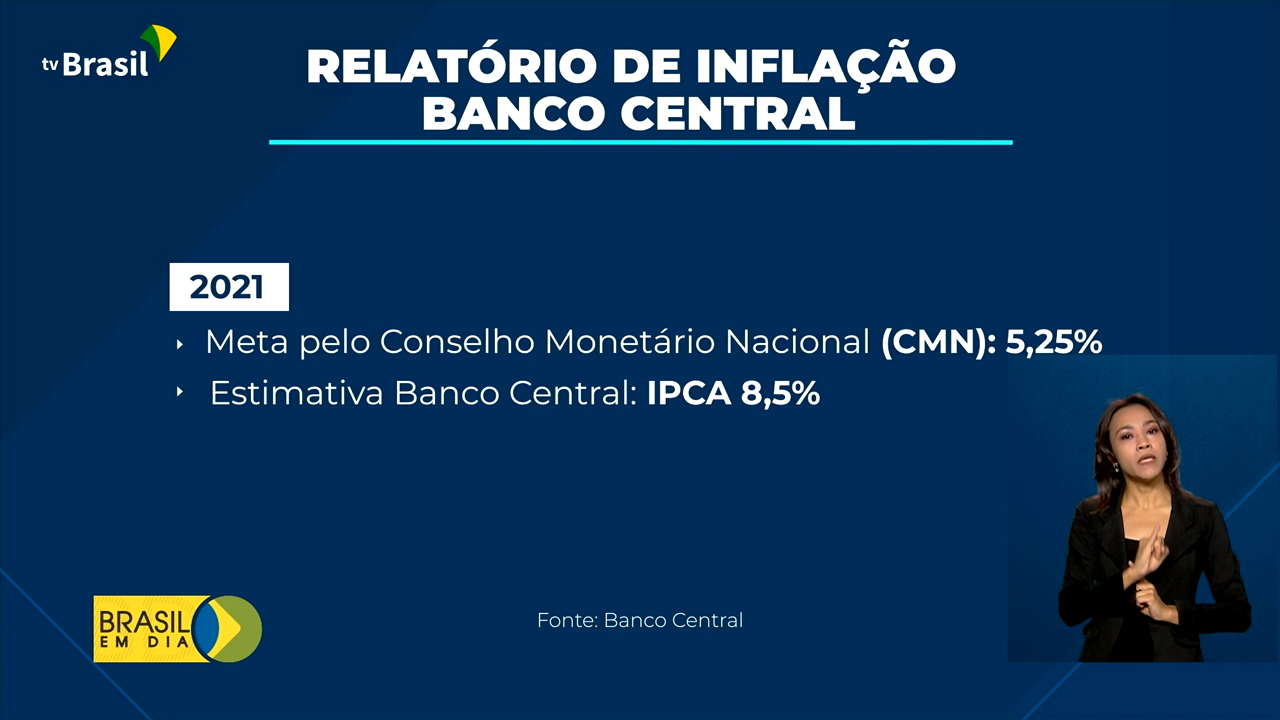 tv Brasil
RELATÓRIO DE INFLAÇÃO
BANCO CENTRAL
2021
Meta pelo Conselho Monetário Nacional (CMN): 5,25%
Estimativa Banco Central: IPCA 8,5%
BRASIL
EM DIA
Fonte: Banco Central